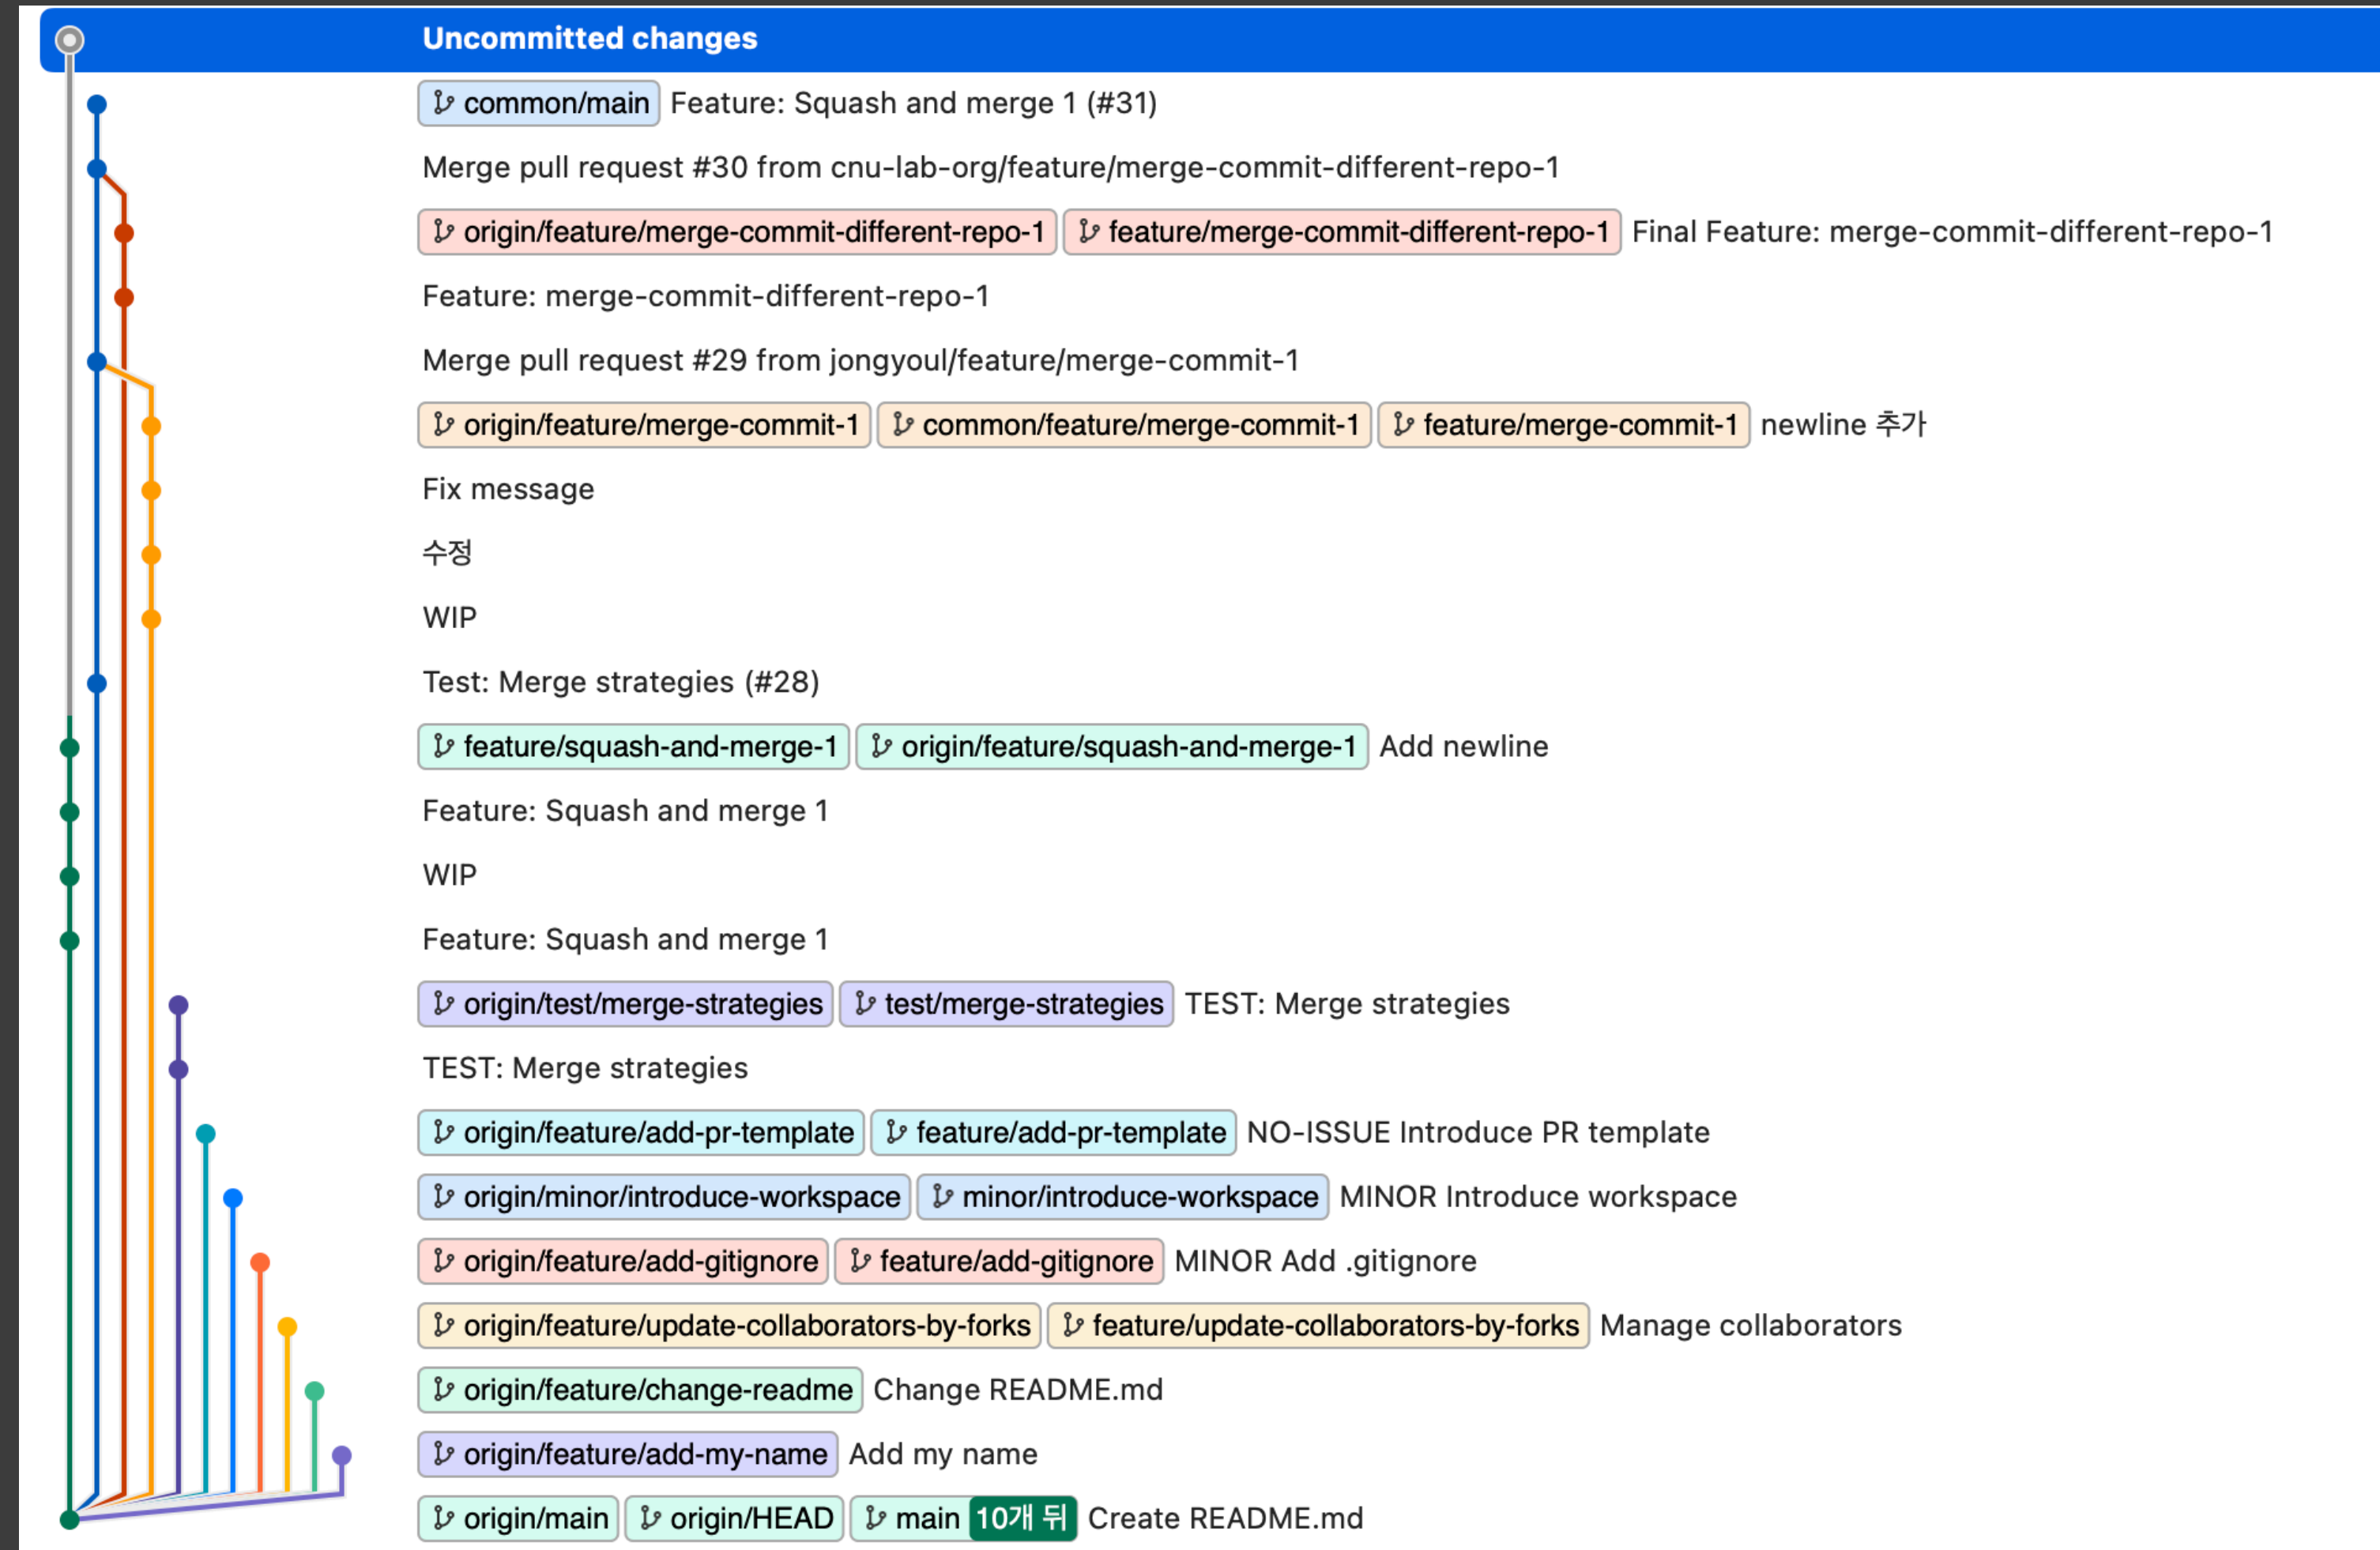 Uncommitted changes
common/main Feature: Squash and merge 1 (#31)
Merge pull request #30 from cnu-lab-org/feature/merge-commit-different-repo-1
origin/feature/merge-commit-different-repo-1 feature/merge-commit-different-repo-1 Final Feature: merge-commit-different-repo-1
Feature: merge-commit-different-repo-1
Merge pull request #29 from jongyoul/feature/merge-commit-1
origin/feature/merge-commit-1 common/feature/merge-commit-1 feature/merge-commit-1 newline 추가
Fix message
수정
WIP
Test: Merge strategies (#28)
feature/squash-and-merge-1 origin/feature/squash-and-merge-1 Add newline
Feature: Squash and merge 1
WIP
Feature: Squash and merge 1
origin/test/merge-strategies test/merge-strategies TEST: Merge strategies
TEST: Merge strategies
origin/feature/add-pr-template feature/add-pr-template NO-ISSUE Introduce PR template
origin/minor/introduce-workspace minor/introduce-workspace MINOR Introduce workspace
origin/feature/add-gitignore feature/add-gitignore MINOR Add .gitignore
origin/feature/update-collaborators-by-forks feature/update-collaborators-by-forks Manage collaborators
origin/feature/change-readme Change README.md
origin/feature/add-my-name Add my name
origin/main origin/HEAD main 10개 뒤 Create README.md